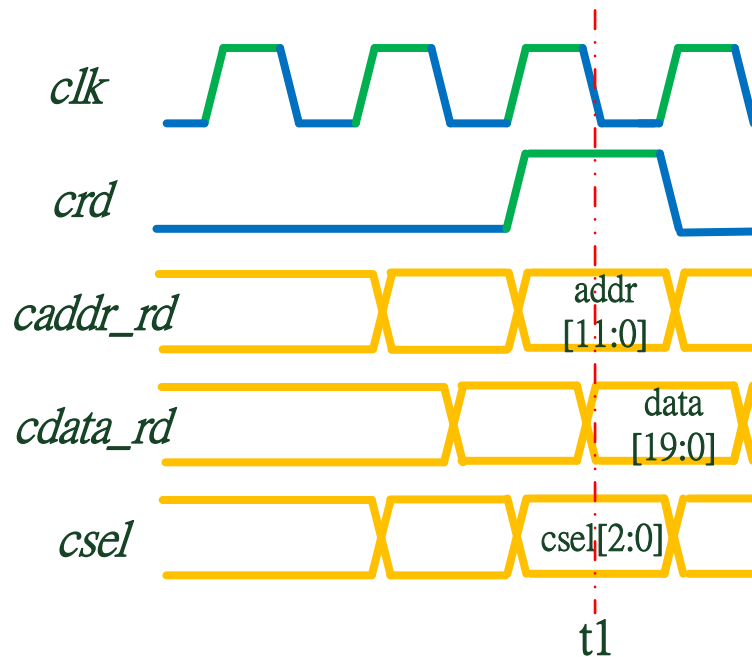 clk
crd
caddr_rd
addr
[11:0]
cdata_rd
data
[19:0]
csel
csel[2:0]
t1